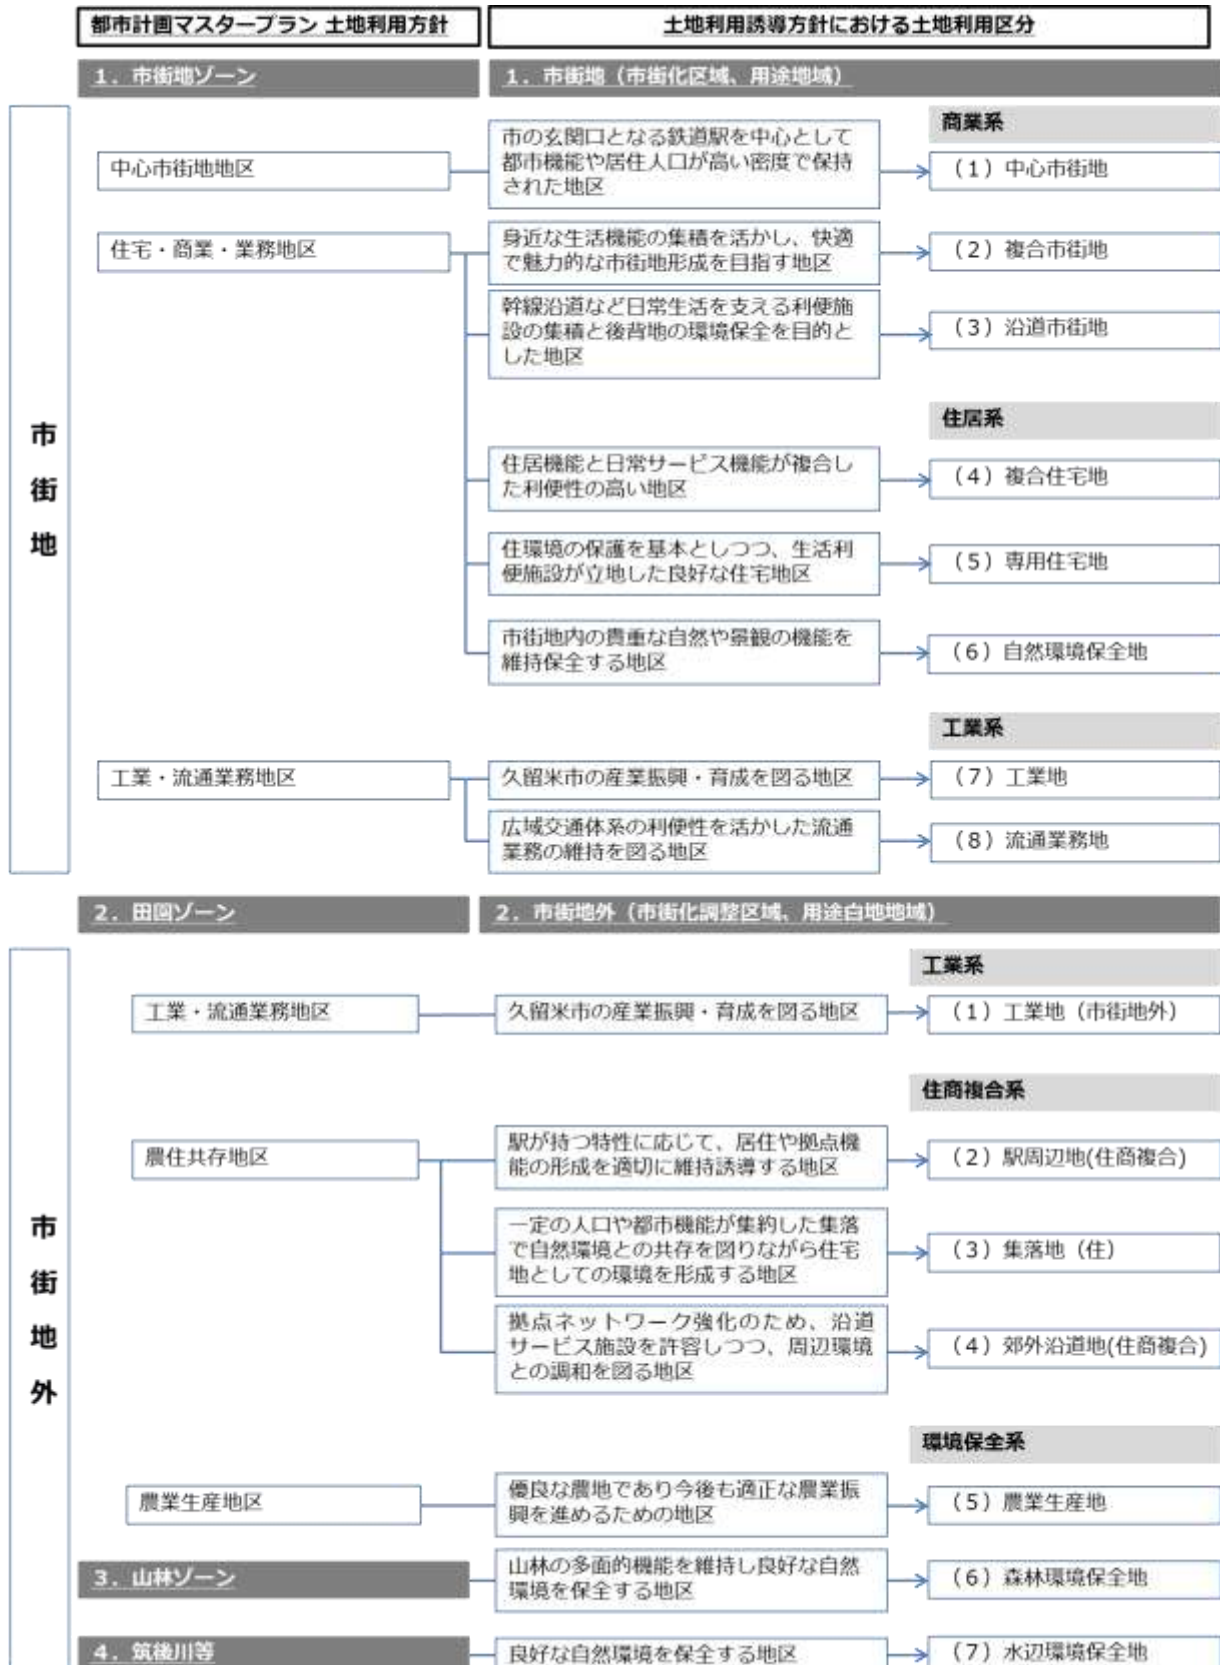 都市計画マスタープラン 土地利用方針
土地利用誘導方針における土地利用区分
1．市街地ゾーン
1．市街地（市街化区域、用途地域）
市街地
商業系
中心市街地地区
市の玄関口となる鉄道駅を中心として
都市機能や居住人口が高い密度で保持
された地区
（1）中心市街地
住宅・商業・業務地区
身近な生活機能の集積を活かし、快適
で魅力的な市街地形成を目指す地区
（2）複合市街地
幹線沿道など日常生活を支える利便施
設の集積と後背地の環境保全を目的と
した地区
（3）沿道市街地
住居系
住居機能と日常サービス機能が複合し
た利便性の高い地区
（4）複合住宅地
住環境の保護を基本としつつ、生活利
便施設が立地した良好な住宅地区
（5）専用住宅地
市街地内の貴重な自然や景観の機能を
維持保全する地区
（6）自然環境保全地
工業系
工業・流通業務地区
久留米市の産業振興・育成を図る地区
（7）工業地
広域交通体系の利便性を活かした流通
業務の維持を図る地区
（8）流通業務地
2．田園ゾーン
2．市街地外（市街化調整区域、用途白地地域）
市街地外
工業系
工業・流通業務地区
久留米市の産業振興・育成を図る地区
（1）工業地（市街地外）
住商複合系
農住共存地区
駅が持つ特性に応じて、居住や拠点機
能の形成を適切に維持誘導する地区
（2）駅周辺地(住商複合)
一定の人口や都市機能が集約した集落
で自然環境との共存を図りながら住宅
地としての環境を形成する地区
（3）集落地（住）
拠点ネットワーク強化のため、沿道
サービス施設を許容しつつ、周辺環境
との調和を図る地区
（4）郊外沿道地(住商複合)
環境保全系
農業生産地区
優良な農地であり今後も適正な農業振
興を進めるための地区
（5）農業生産地
3．山林ゾーン
山林の多面的機能を維持し良好な自然
環境を保全する地区
（6）森林環境保全地
4．筑後川等
良好な自然環境を保全する地区
（7）水辺環境保全地